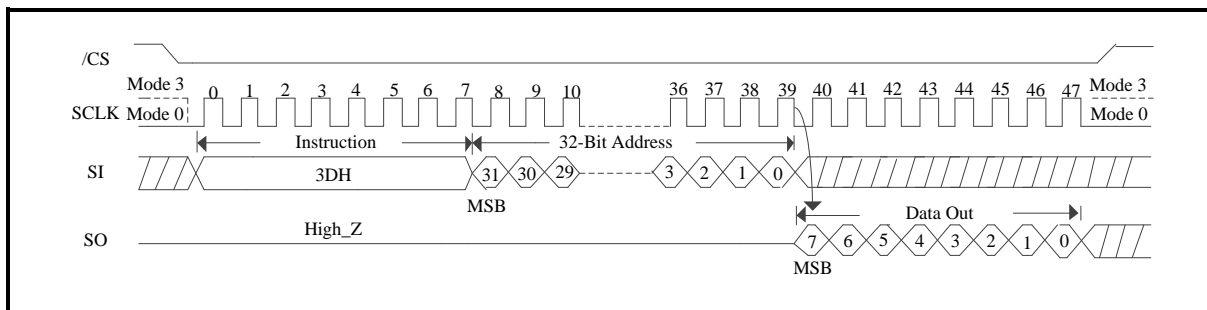 /CS
Mode 3
0 1 2 3 4 5 6 7 8 9 10 36 37 38 39 40 41 42 43 44 45 46 47
Mode 3
SCLK
Mode 0
Mode 0
Instruction
32-Bit Address
SI
3DH
31 30 29 3 2 1 0
MSB
Data Out
High_Z
SO
7 6 5 4 3 2 1 0
MSB